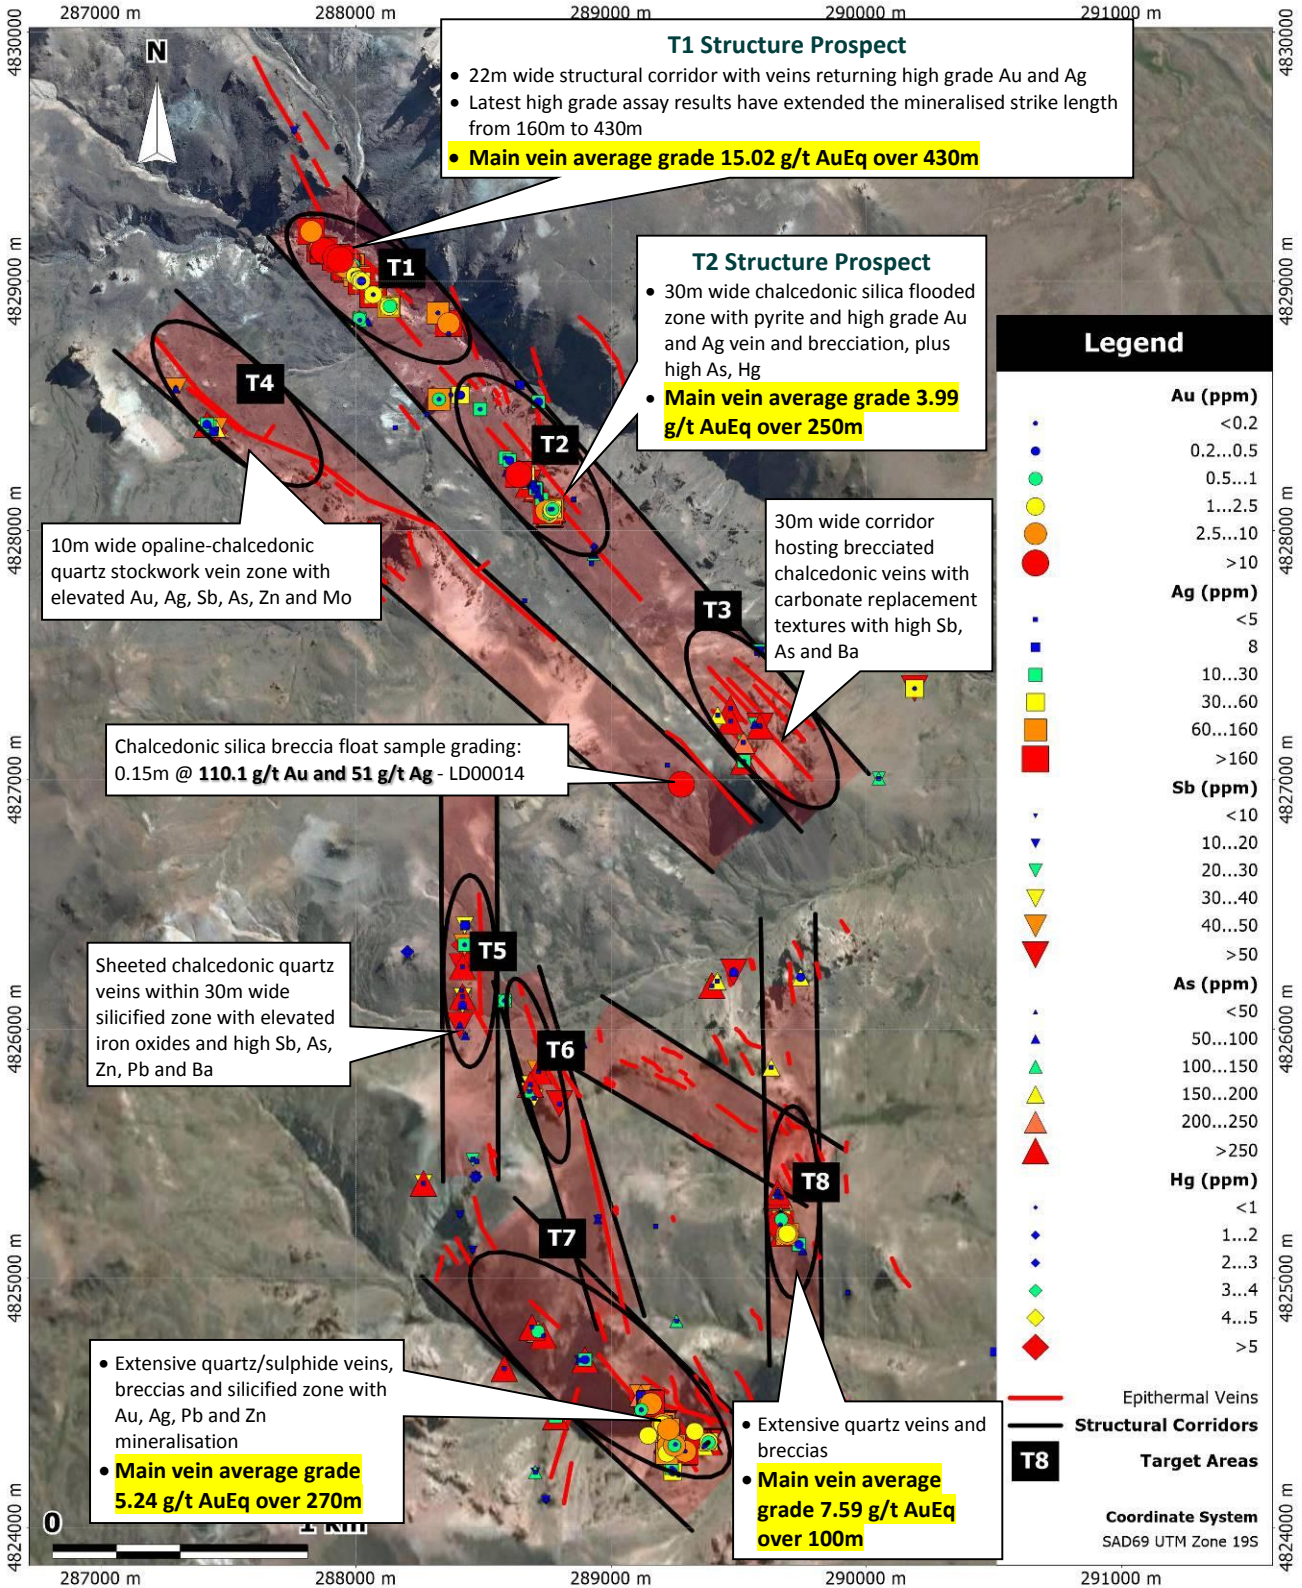 287000 m
288000 m
289000 m
290000 m
291000 m
4830000
4830000
N
T1 Structure Prospect
• 22m wide structural corridor with veins returning high grade Au and Ag
• Latest high grade assay results have extended the mineralised strike length
from 160m to 430m
• Main vein average grade 15.02 g/t AuEq over 430m
T2 Structure Prospect
• 30m wide chalcedonic silica flooded
zone with pyrite and high grade Au
and Ag vein and brecciation, plus
high As, Hg
• Main vein average grade 3.99
g/t AuEq over 250m
T1
4829000 m
4829000 m
T4
T2
10m wide opaline-chalcedonic
quartz stockwork vein zone with
elevated Au, Ag, Sb, As, Zn and Mo
30m wide corridor
hosting brecciated
chalcedonic veins with
carbonate replacement
textures with high Sb,
As and Ba
4828000 m
4828000 m
T3
Chalcedonic silica breccia float sample grading:
0.15m @ 110.1 g/t Au and 51 g/t Ag - LD00014
4827000 m
4827000 m
T5
Sheeted chalcedonic quartz
veins within 30m wide
silicified zone with elevated
iron oxides and high Sb, As,
Zn, Pb and Ba
4826000 m
4826000 m
T6
T8
T7
4825000 m
4825000 m
• Extensive quartz/sulphide veins,
breccias and silicified zone with
Au, Ag, Pb and Zn
mineralisation
• Main vein average grade
5.24 g/t AuEq over 270m
• Extensive quartz veins and
breccias
• Main vein average
grade 7.59 g/t AuEq
over 100m
4824000 m
4824000 m
0
1 km
Legend
Au (ppm)
<0.2
0.2...0.5
0.5...1
1...2.5
2.5...10
>10
Ag (ppm)
<5
8
10...30
30...60
60...160
>160
Sb (ppm)
<10
10...20
20...30
30...40
40...50
>50
As (ppm)
<50
50...100
100...150
150...200
200...250
>250
Hg (ppm)
<1
1...2
2...3
3...4
4...5
>5
Epithermal Veins
Structural Corridors
T8 Target Areas
Coordinate System
SAD69 UTM Zone 19S
287000 m
288000 m
289000 m
290000 m
291000 m